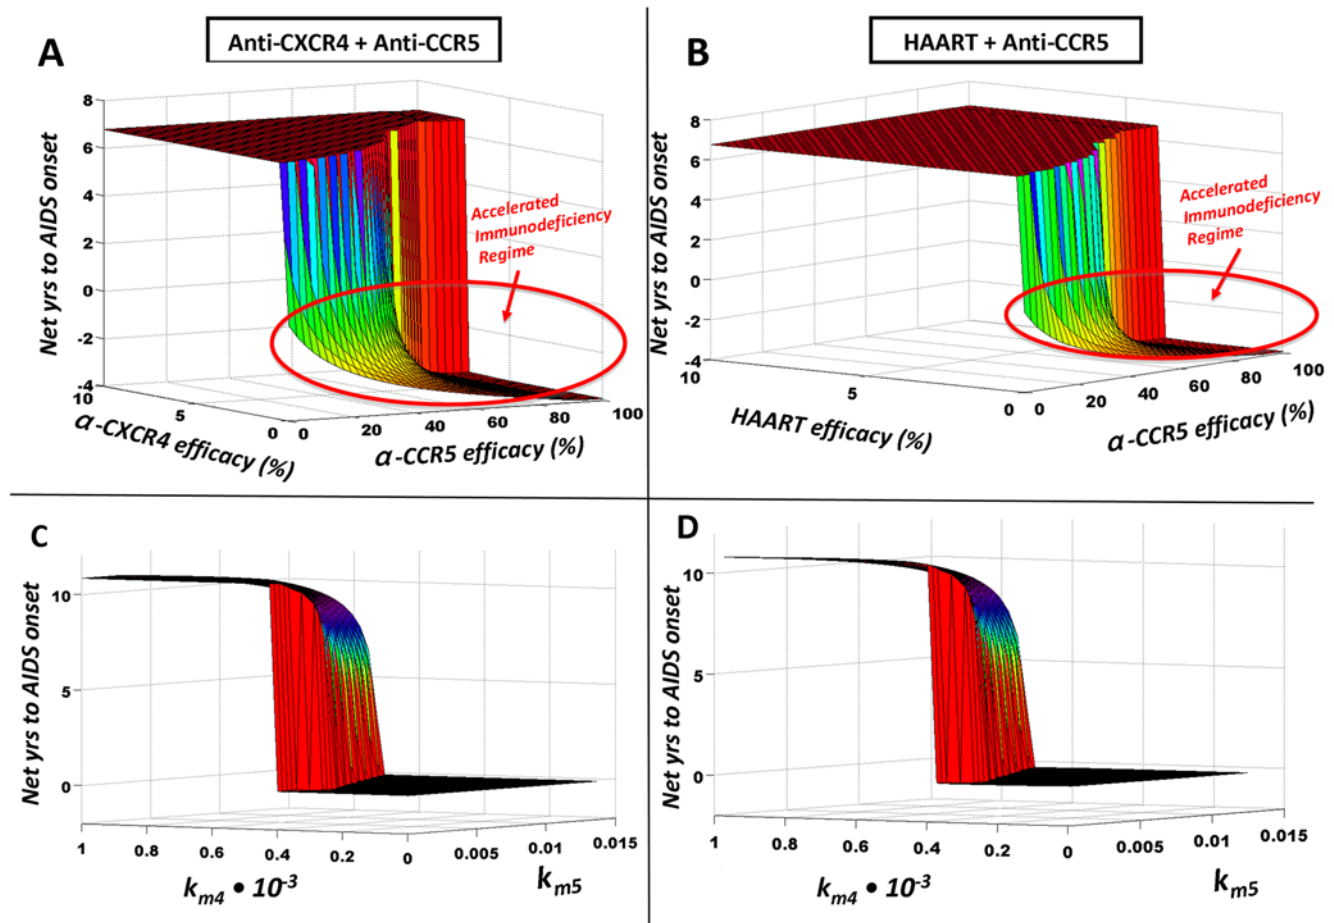 A
Anti-CXCR4 + Anti-CCR5
Net yrs to AIDS onset
8
6
4
2
0
-2
-4
10
5
0
α-CXCR4 efficacy (%)
0
20
40
60
80
100
α-CCR5 efficacy (%)
Accelerated
Immunodeficiency
Regime
B
HAART + Anti-CCR5
Net yrs to AIDS onset
8
6
4
2
0
-2
-4
10
5
0
HAART efficacy (%)
0
20
40
60
80
100
α-CCR5 efficacy (%)
Accelerated
Immunodeficiency
Regime
C
Net yrs to AIDS onset
10
5
0
1
0.8
0.6
0.4
0.2
0
0.005
0.01
0.015
km4 • 10-3
km5
D
Net yrs to AIDS onset
10
5
0
1
0.8
0.6
0.4
0.2
0
0.005
0.01
0.015
km4 • 10-3
km5